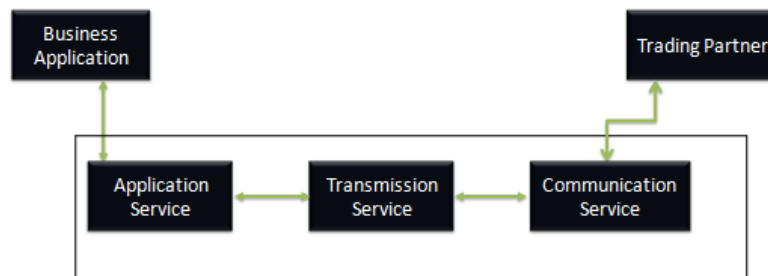 Business
Application
Trading Partner
Application
Service
Transmission
Service
Communication
Service